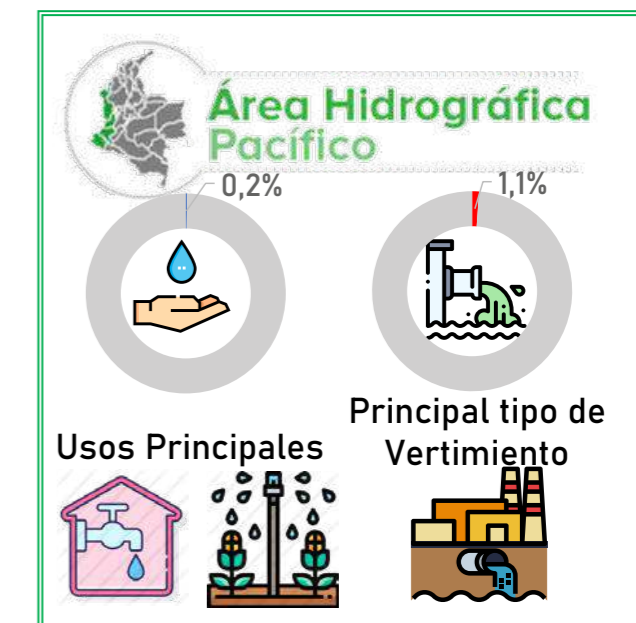 Área Hidrográfica
Pacífico
0,2%
1,1%
Usos Principales
Principal tipo de
Vertimiento